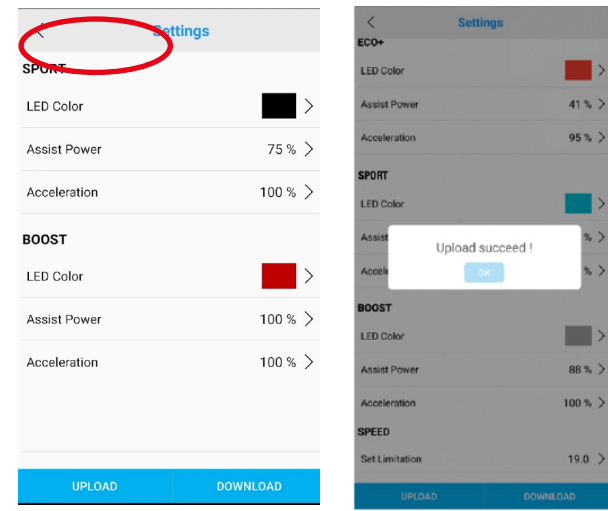 Settings
SPORT
LED Color
Assist Power 75 %
Acceleration 100 %
BOOST
LED Color
Assist Power 100 %
Acceleration 100 %
UPLOAD DOWNLOAD
Settings
ECO+
LED Color
Assist Power 41 %
Acceleration 95 %
SPORT
LED Color
Assist %
Upload succeed !
Accele %
OK
BOOST
LED Color
Assist Power 88 %
Acceleration 100 %
SPEED
Set Limitation 19.0
UPLOAD DOWNLOAD